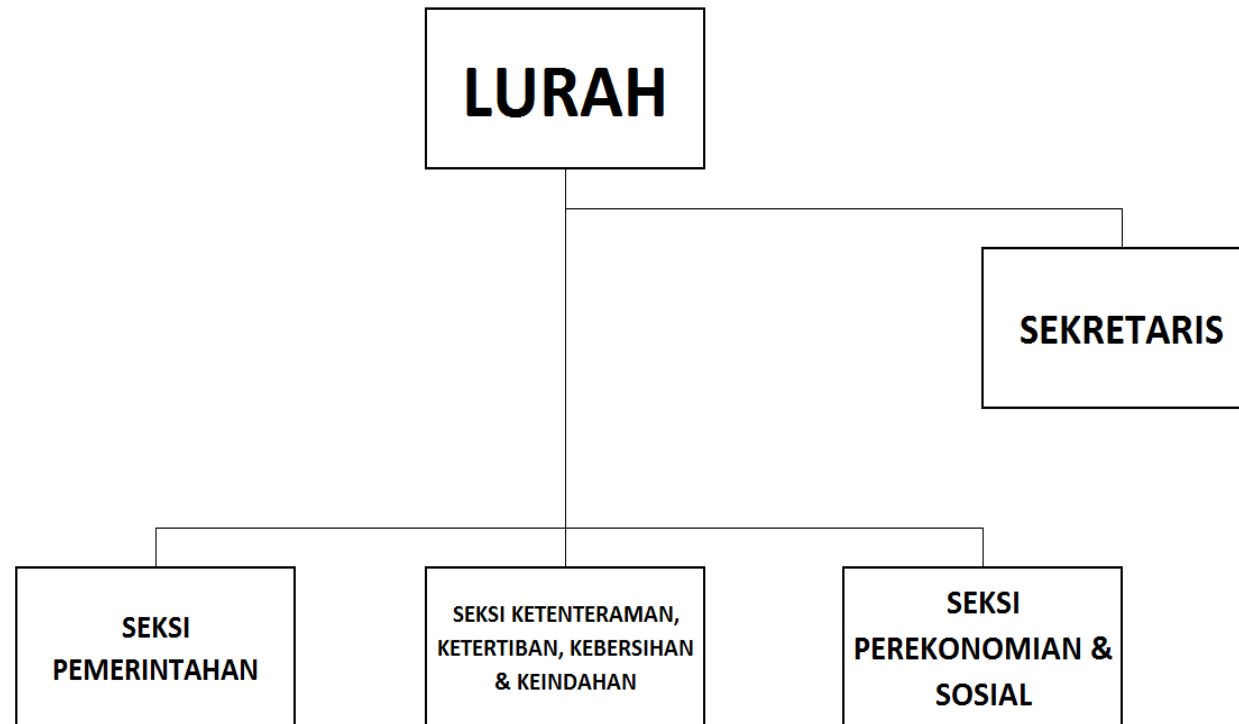 LURAH
SEKRETARIS
SEKSI
PEMERINTAHAN
SEKSI KETENTERAMAN,
KETERTIBAN, KEBERSIHAN
& KEINDAHAN
SEKSI
PEREKONOMIAN &
SOSIAL